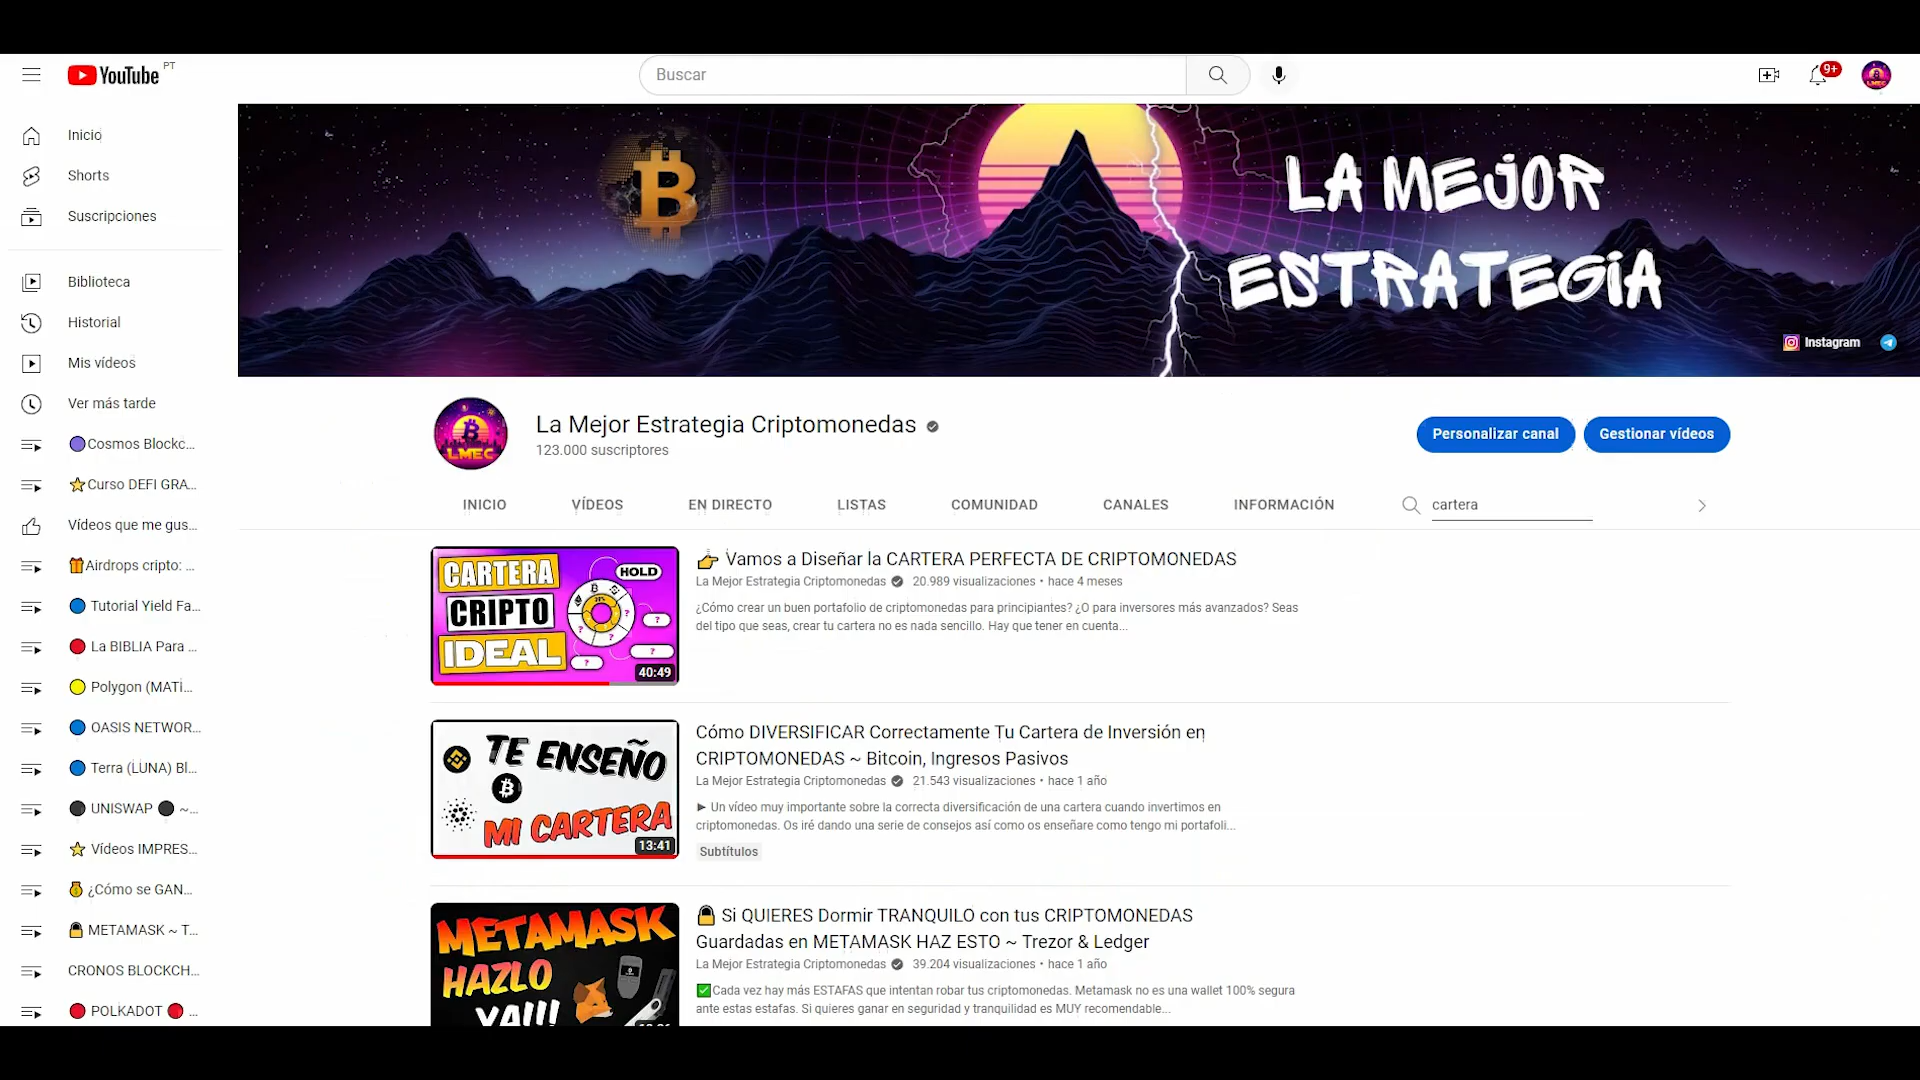 YouTube PT
Buscar
9+
Inicio
Shorts
Suscripciones
Biblioteca
Historial
Mis vídeos
Ver más tarde
Cosmos Blockc...
Curso DEFI GRA...
Vídeos que me gus...
Airdrops cripto: ...
Tutorial Yield Fa...
La BIBLIA Para ...
Polygon (MATI...
OASIS NETWOR...
Terra (LUNA) Bl...
UNISWAP ⚫ ~...
Vídeos IMPRES...
¿Cómo se GAN...
METAMASK ~ T...
CRONOS BLOCKCH...
POLKADOT 🔴 ...
LA MEJOR
ESTRATEGIA
Instagram
LMEC
La Mejor Estrategia Criptomonedas
123.000 suscriptores
Personalizar canal
Gestionar vídeos
INICIO VÍDEOS EN DIRECTO LISTAS COMUNIDAD CANALES INFORMACIÓN cartera
CARTERA
CRIPTO
IDEAL
HOLD
40:49
👉 Vamos a Diseñar la CARTERA PERFECTA DE CRIPTOMONEDAS
La Mejor Estrategia Criptomonedas 20.989 visualizaciones • hace 4 meses
¿Cómo crear un buen portafolio de criptomonedas para principiantes? ¿O para inversores más avanzados? Seas
del tipo que seas, crear tu cartera no es nada sencillo. Hay que tener en cuenta...
TE ENSEÑO
MI CARTERA
13:41
Cómo DIVERSIFICAR Correctamente Tu Cartera de Inversión en
CRIPTOMONEDAS ~ Bitcoin, Ingresos Pasivos
La Mejor Estrategia Criptomonedas 21.543 visualizaciones • hace 1 año
► Un vídeo muy importante sobre la correcta diversificación de una cartera cuando invertimos en
criptomonedas. Os iré dando una serie de consejos así como os enseñare como tengo mi portafoli...
Subtítulos
METAMASK
HAZLO
YA!!!
🔒 Si QUIERES Dormir TRANQUILO con tus CRIPTOMONEDAS
Guardadas en METAMASK HAZ ESTO ~ Trezor & Ledger
La Mejor Estrategia Criptomonedas 39.204 visualizaciones • hace 1 año
✅Cada vez hay más ESTAFAS que intentan robar tus criptomonedas. Metamask no es una wallet 100% segura
ante estas estafas. Si quieres ganar en seguridad y tranquilidad es MUY recomendable...